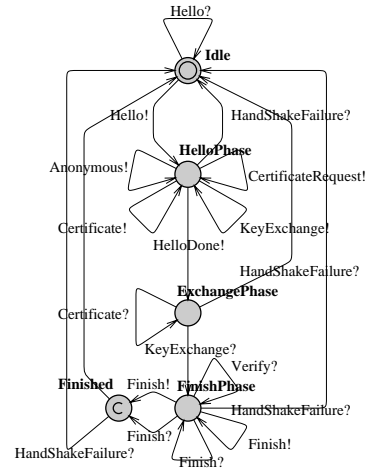 Hello?
Idle
Hello!
HandShakeFailure?
HelloPhase
Anonymous!
CertificateRequest!
Certificate!
KeyExchange!
HelloDone!
HandShakeFailure?
ExchangePhase
Certificate?
KeyExchange?
Verify?
Finished
Finish!
FinishPhase
C
HandShakeFailure?
Finish?
Finish!
HandShakeFailure?
Finish?